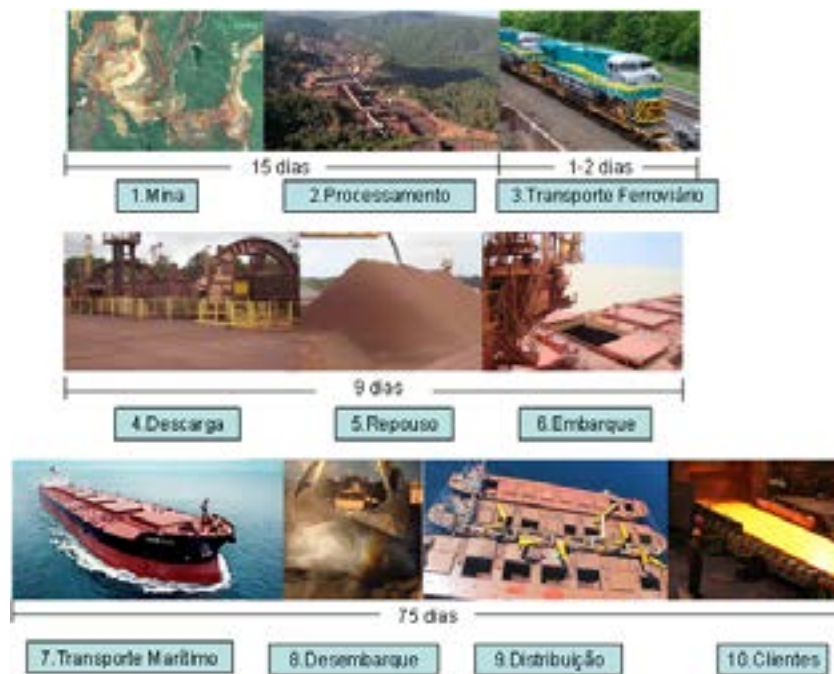 15 dias
1-2 dias
1.Mina
2.Processamento
3.Transporte Ferroviário
9 dias
4.Descarga
5.Repouso
6.Embarque
75 dias
7.Transporte Marítimo
8.Desembarque
9.Distribuição
10.Clientes